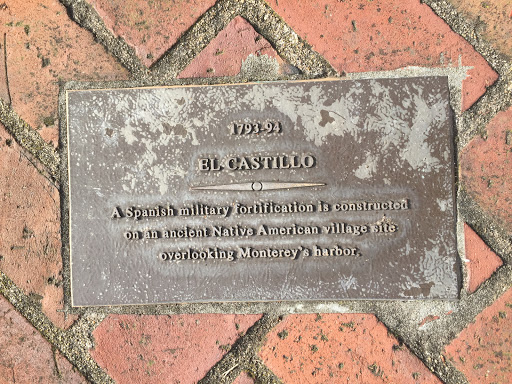 1793-94
EL CASTILLO
A Spanish military fortification is constructed
on an ancient Native American village site
overlooking Monterey's harbor.